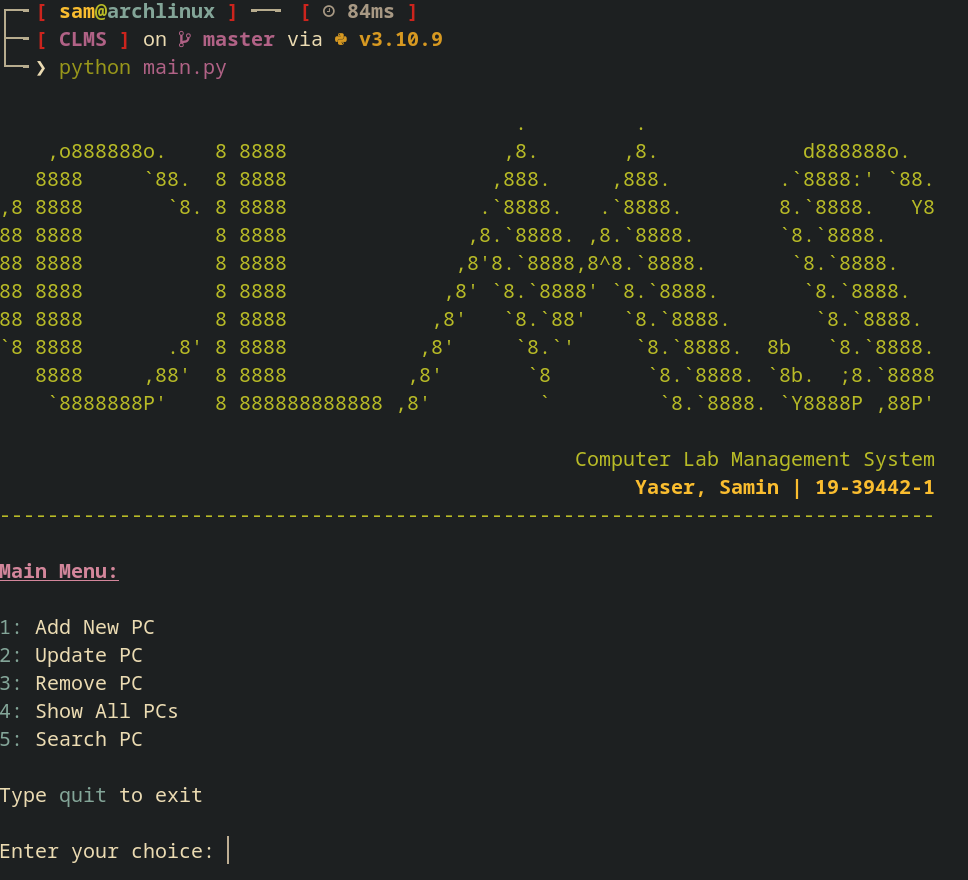 [ sam@archlinux ] — [ 84ms ]
[ CLMS ] on master via v3.10.9
❯ python main.py
                                           .         .
    ,o888888o.    8 8888                  ,8.       ,8.            d888888o.
   8888     `88.  8 8888                 ,888.     ,888.         .`8888:' `88.
,8 8888       `8. 8 8888                .`8888.   .`8888.        8.`8888.   Y8
88 8888           8 8888               ,8.`8888. ,8.`8888.       `8.`8888.
88 8888           8 8888              ,8'8.`8888,8^8.`8888.       `8.`8888.
88 8888           8 8888             ,8' `8.`8888' `8.`8888.       `8.`8888.
88 8888           8 8888            ,8'   `8.`88'   `8.`8888.       `8.`8888.
`8 8888       .8' 8 8888           ,8'     `8.`'     `8.`8888.  8b   `8.`8888.
   8888     ,88'  8 8888          ,8'       `8        `8.`8888. `8b.  ;8.`8888
    `8888888P'    8 888888888888 ,8'         `         `8.`8888. `Y8888P ,88P'
Computer Lab Management System
Yaser, Samin | 19-39442-1
------------------------------------------------------------------------------
Main Menu:
1: Add New PC
2: Update PC
3: Remove PC
4: Show All PCs
5: Search PC
Type quit to exit
Enter your choice: